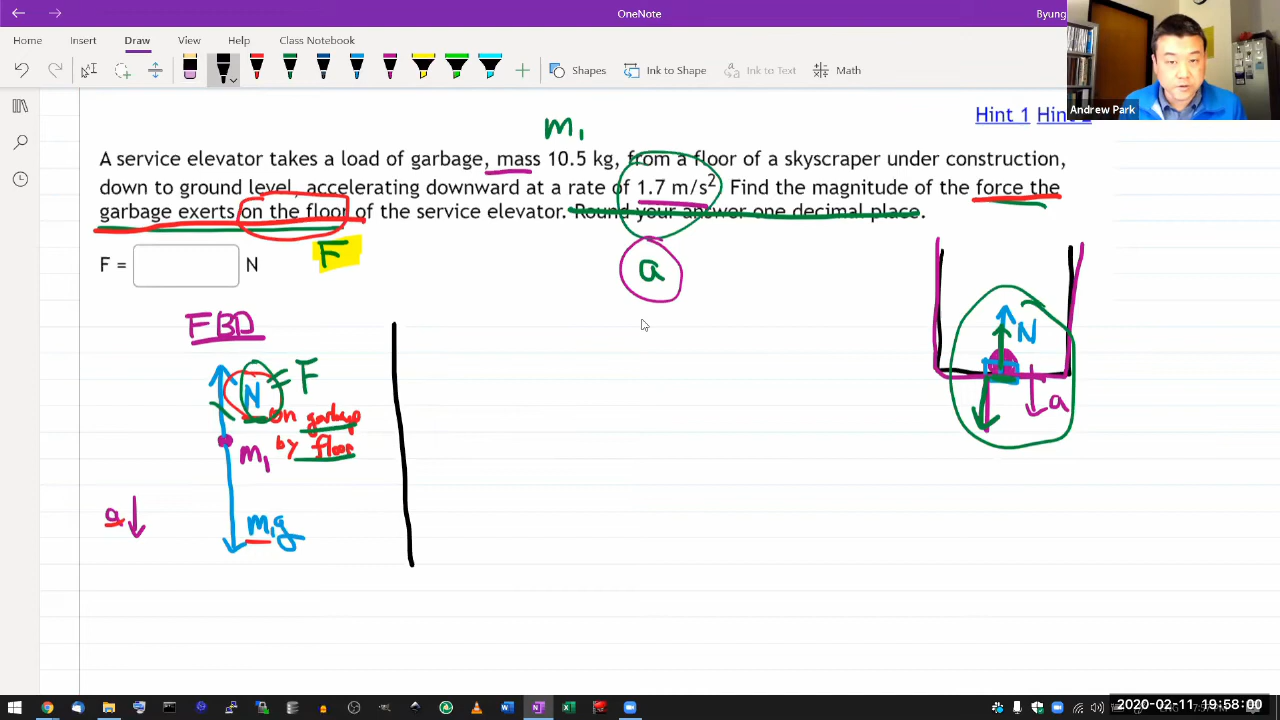 OneNote
Byung
Home Insert Draw View Help Class Notebook
Shapes Ink to Shape Ink to Text Math
Andrew Park
Hint 1 Hint
m₁
A service elevator takes a load of garbage, mass 10.5 kg, from a floor of a skyscraper under construction,
down to ground level, accelerating downward at a rate of 1.7 m/s². Find the magnitude of the force the
garbage exerts on the floor of the service elevator. Round your answer one decimal place.
F = N
F
a
FBD
N = F
on garbage
by floor
m₁
a
m₁g
N
a
2020-02-11 19:58:00